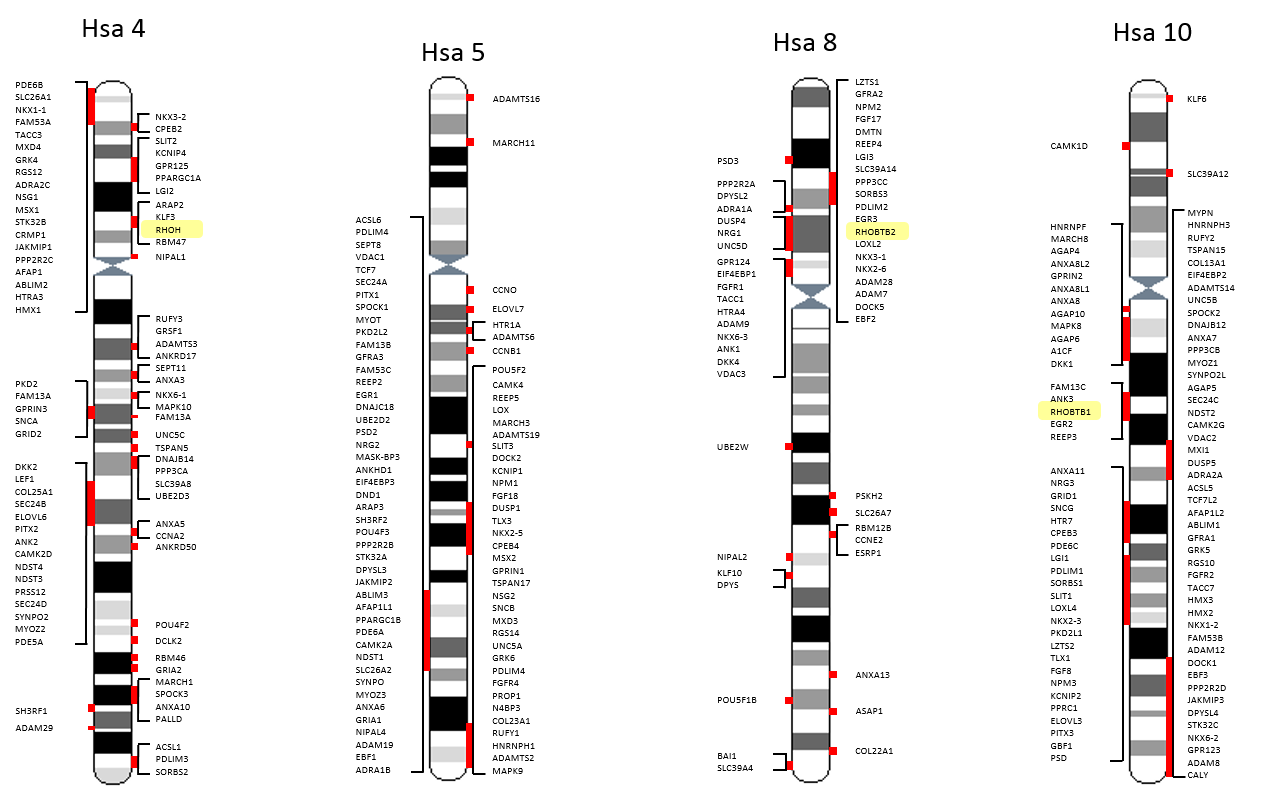 Hsa 4
PDE6B
SLC26A1
NKX1-1
FAM53A
TACC3
MXD4
GRK4
RGS12
ADRA2C
NSG1
MSX1
STK32B
CRMP1
JAKMIP1
PPP2R2C
AFAP1
ABLIM2
HTRA3
HMX1
PKD2
FAM13A
GPRIN3
SNCA
GRID2
DKK2
LEF1
COL25A1
SEC24B
ELOVL6
PITX2
ANK2
CAMK2D
NDST4
NDST3
PRSS12
SEC24D
SYNPO2
MYOZ2
PDE5A
SH3RF1
ADAM29
NKX3-2
CPEB2
SLIT2
KCNIP4
GPR125
PPARGC1A
LGI2
ARAP2
KLF3
RHOH
RBM47
NIPAL1
RUFY3
GRSF1
ADAMTS3
ANKRD17
SEPT11
ANXA3
NKX6-1
MAPK10
FAM13A
UNC5C
TSPAN5
DNAJB14
PPP3CA
SLC39A8
UBE2D3
ANXA5
CCNA2
ANKRD50
POU4F2
DCLK2
RBM46
GRIA2
MARCH1
SPOCK3
ANXA10
PALLD
ACSL1
PDLIM3
SORBS2
Hsa 5
ACSL6
PDLIM4
SEPT8
VDAC1
TCF7
SEC24A
PITX1
SPOCK1
MYOT
PKD2L2
FAM13B
GFRA3
FAM53C
REEP2
EGR1
DNAJC18
UBE2D2
PSD2
NRG2
MASK-BP3
ANKHD1
EIF4EBP3
DND1
ARAP3
SH3RF2
POU4F3
PPP2R2B
STK32A
DPYSL3
JAKMIP2
ABLIM3
AFAP1L1
PPARGC1B
PDE6A
CAMK2A
NDST1
SLC26A2
SYNPO
MYOZ3
ANXA6
GRIA1
NIPAL4
ADAM19
EBF1
ADRA1B
ADAMTS16
MARCH11
CCNO
ELOVL7
HTR1A
ADAMTS6
CCNB1
POU5F2
CAMK4
REEP5
LOX
MARCH3
ADAMTS19
SLIT3
DOCK2
KCNIP1
NPM1
FGF18
DUSP1
TLX3
NKX2-5
CPEB4
MSX2
GPRIN1
TSPAN17
NSG2
SNCB
MXD3
RGS14
UNC5A
GRK6
PDLIM4
FGFR4
PROP1
N4BP3
COL23A1
RUFY1
HNRNPH1
ADAMTS2
MAPK9
Hsa 8
PSD3
PPP2R2A
DPYSL2
ADRA1A
DUSP4
NRG1
UNC5D
GPR124
EIF4EBP1
FGFR1
TACC1
HTRA4
ADAM9
NKX6-3
ANK1
DKK4
VDAC3
UBE2W
NIPAL2
KLF10
DPYS
POU5F1B
BAI1
SLC39A4
LZTS1
GFRA2
NPM2
FGF17
DMTN
REEP4
LGI3
SLC39A14
PPP3CC
SORBS3
PDLIM2
EGR3
RHOBTB2
LOXL2
NKX3-1
NKX2-6
ADAM28
ADAM7
DOCK5
EBF2
PSKH2
SLC26A7
RBM12B
CCNE2
ESRP1
ANXA13
ASAP1
COL22A1
Hsa 10
CAMK1D
HNRNPF
MARCH8
AGAP4
ANXA8L2
GPRIN2
ANXA8L1
ANXA8
AGAP10
MAPK8
AGAP6
A1CF
DKK1
FAM13C
ANK3
RHOBTB1
EGR2
REEP3
ANXA11
NRG3
GRID1
SNCG
HTR7
CPEB3
PDE6C
LGI1
PDLIM1
SORBS1
SLIT1
LOXL4
NKX2-3
PKD2L1
LZTS2
TLX1
FGF8
NPM3
KCNIP2
PPRC1
ELOVL3
PITX3
GBF1
PSD
KLF6
SLC39A12
MYPN
HNRNPH3
RUFY2
TSPAN15
COL13A1
EIF4EBP2
ADAMTS14
UNC5B
SPOCK2
DNAJB12
ANXA7
PPP3CB
MYOZ1
SYNPO2L
AGAP5
SEC24C
NDST2
CAMK2G
VDAC2
MXI1
DUSP5
ADRA2A
ACSL5
TCF7L2
AFAP1L2
ABLIM1
GFRA1
GRK5
RGS10
FGFR2
TACC7
HMX3
HMX2
NKX1-2
FAM53B
ADAM12
DOCK1
EBF3
PPP2R2D
JAKMIP3
DPYSL4
STK32C
NKX6-2
GPR123
ADAM8
CALY